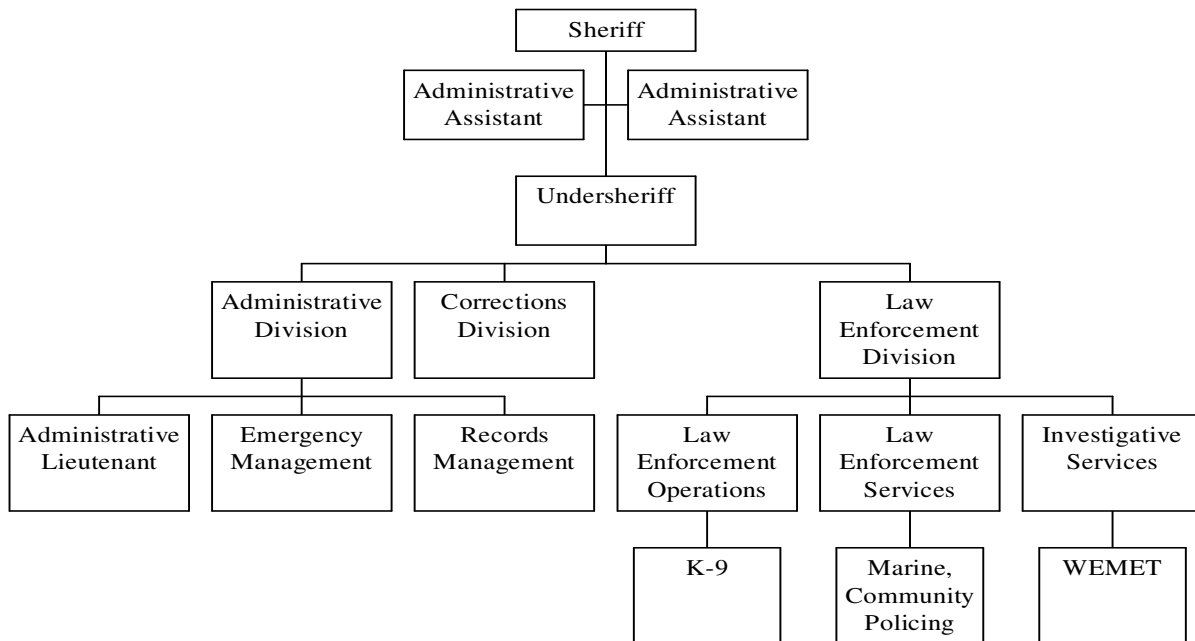 Sheriff
Administrative
Assistant
Administrative
Assistant
Undersheriff
Administrative
Division
Corrections
Division
Law
Enforcement
Division
Administrative
Lieutenant
Emergency
Management
Records
Management
Law
Enforcement
Operations
Law
Enforcement
Services
Investigative
Services
K-9
Marine,
Community
Policing
WEMET